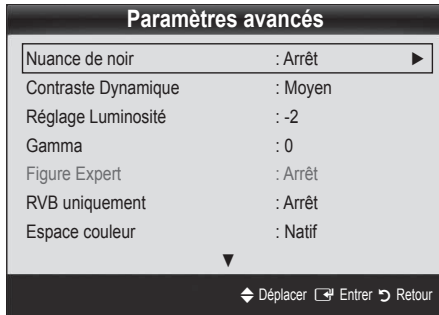 Paramètres avancés
Nuance de noir : Arrêt ►
Contraste Dynamique : Moyen
Réglage Luminosité : -2
Gamma : 0
Figure Expert : Arrêt
RVB uniquement : Arrêt
Espace couleur : Natif
▼
Déplacer Entrer Retour